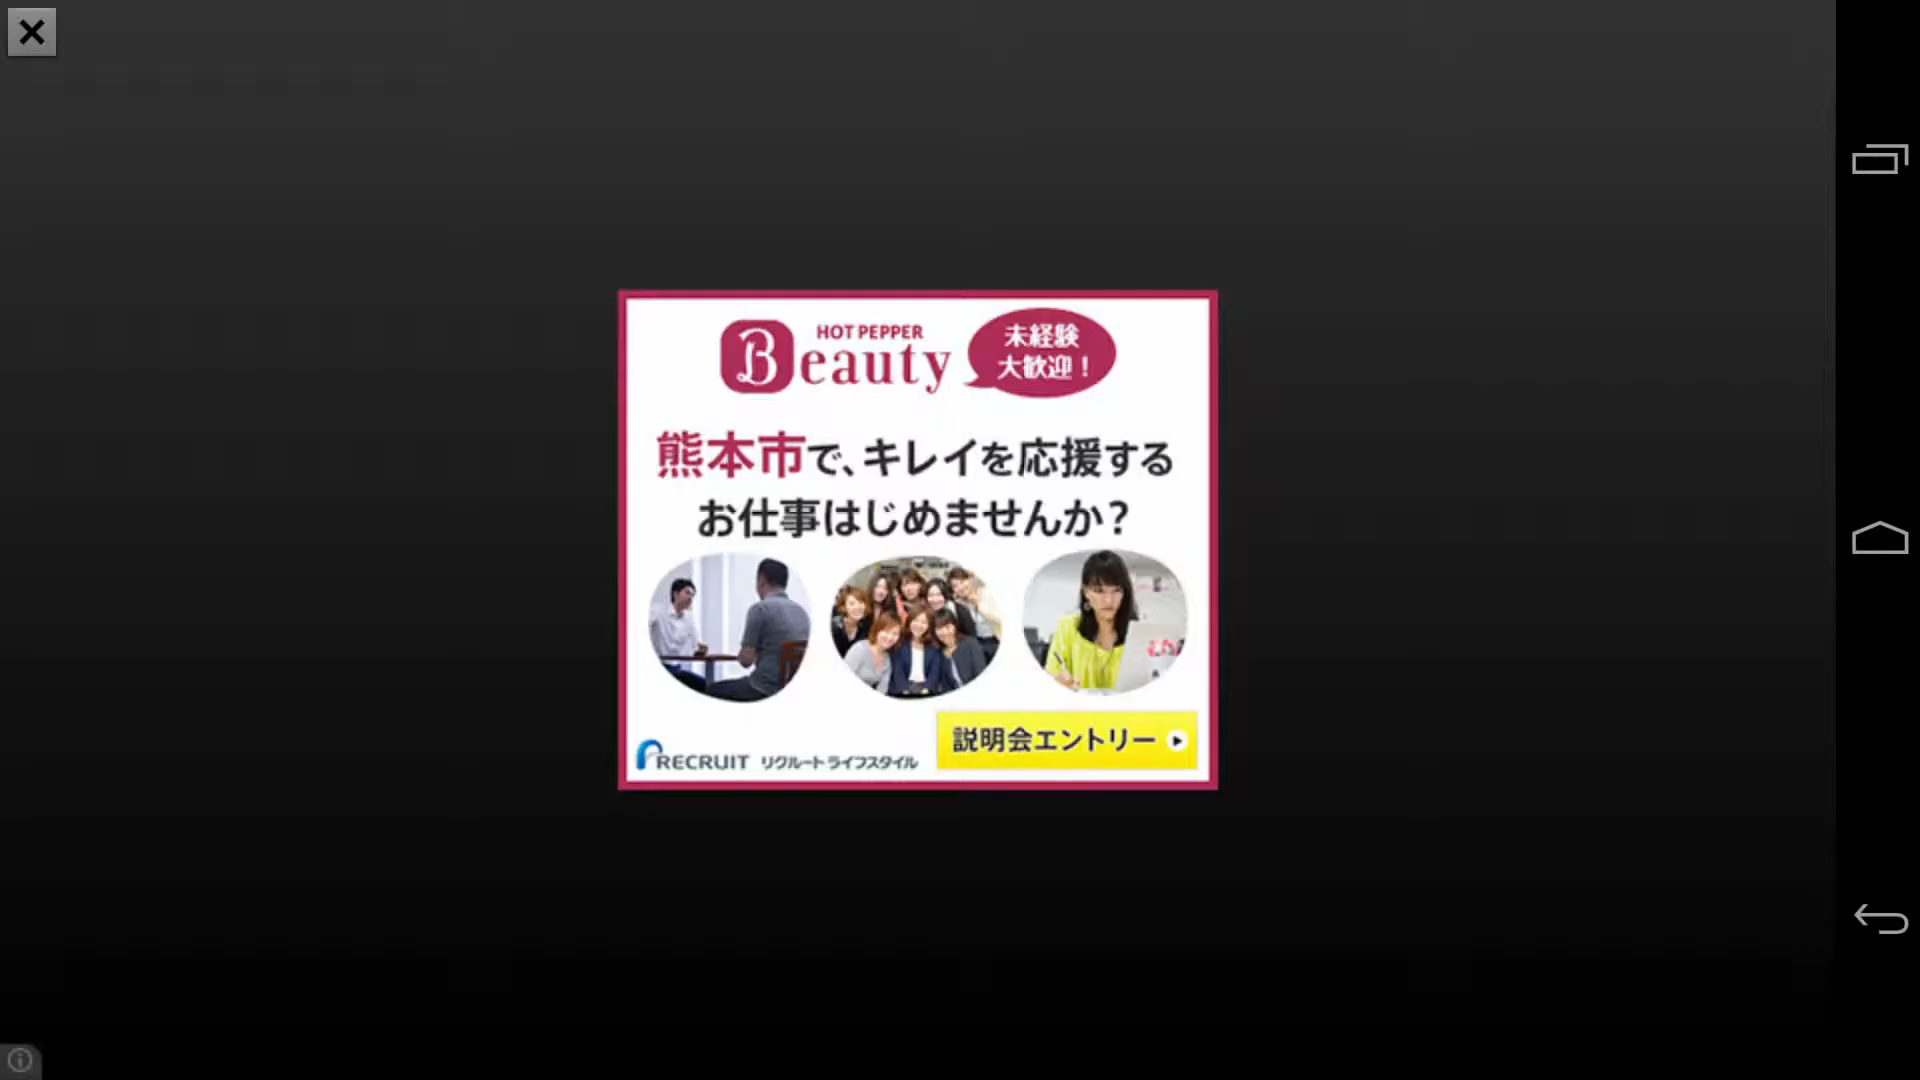 HOT PEPPER
Beauty
未経験
大歓迎！
熊本市で、キレイを応援する
お仕事はじめませんか？
RECRUIT リクルートライフスタイル
説明会エントリー